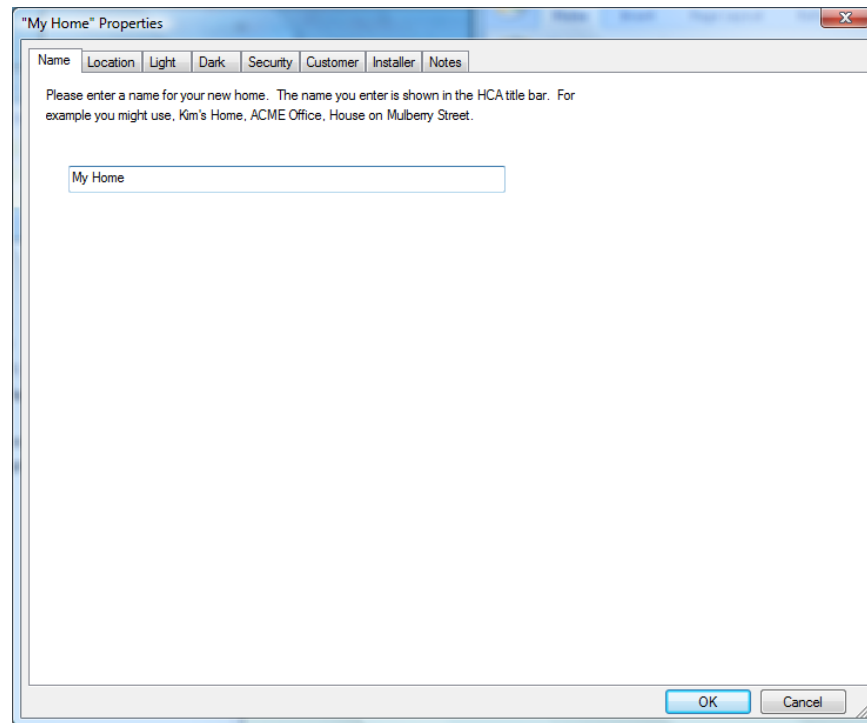 "My Home" Properties
Name Location Light Dark Security Customer Installer Notes
Please enter a name for your new home. The name you enter is shown in the HCA title bar. For
example you might use, Kim's Home, ACME Office, House on Mulberry Street.
My Home
OK Cancel